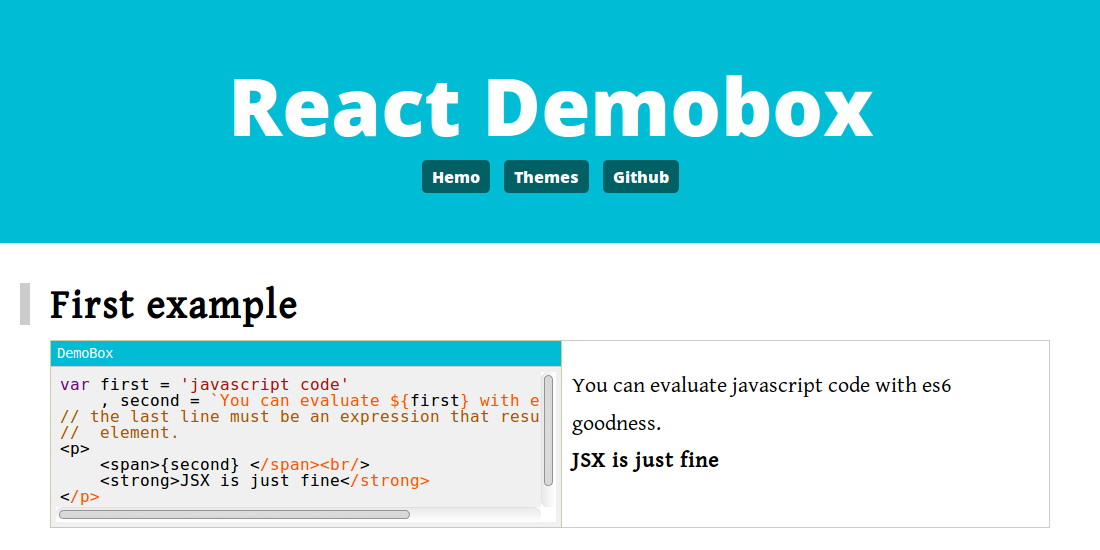 React Demobox
Hemo Themes Github
First example
DemoBox
var first = 'javascript code'
    , second = `You can evaluate ${first} with e
// the last line must be an expression that resu
//  element.
<p>
    <span>{second} </span><br/>
    <strong>JSX is just fine</strong>
</p>
You can evaluate javascript code with es6
goodness.
JSX is just fine